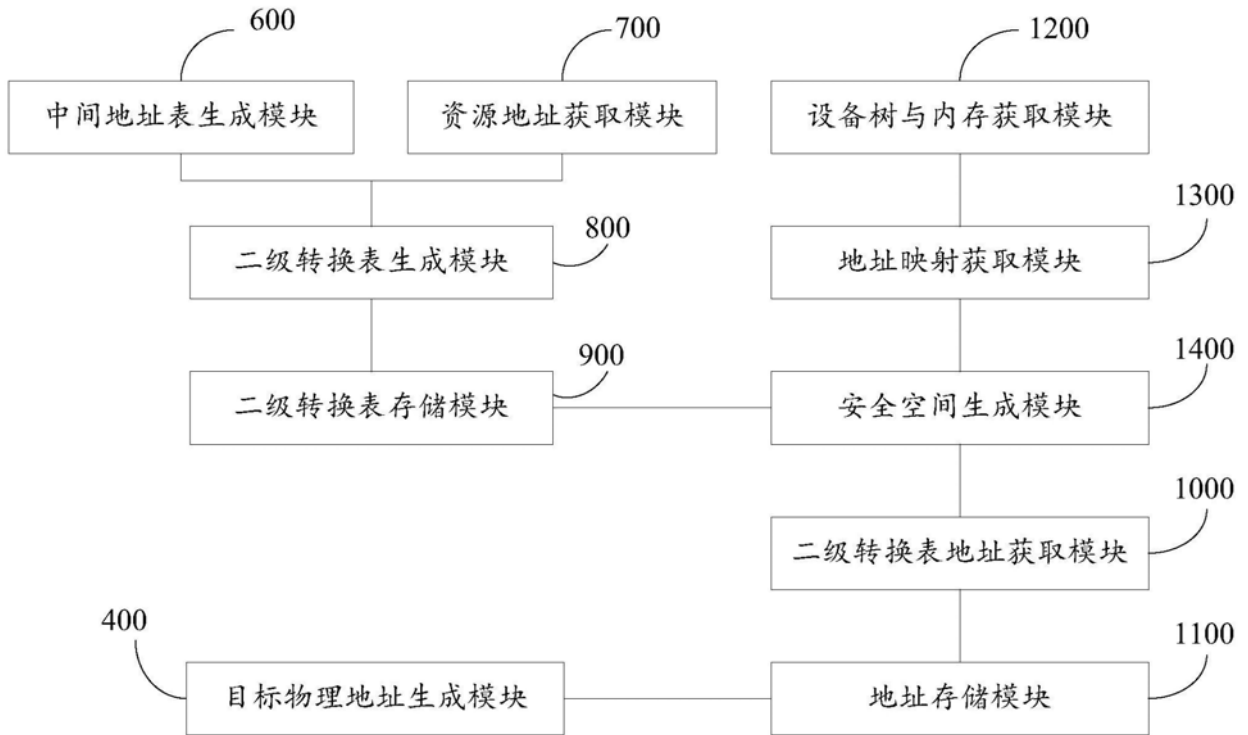 600
700
1200
中间地址表生成模块
资源地址获取模块
设备树与内存获取模块
800
1300
二级转换表生成模块
地址映射获取模块
900
1400
二级转换表存储模块
安全空间生成模块
1000
二级转换表地址获取模块
400
1100
目标物理地址生成模块
地址存储模块